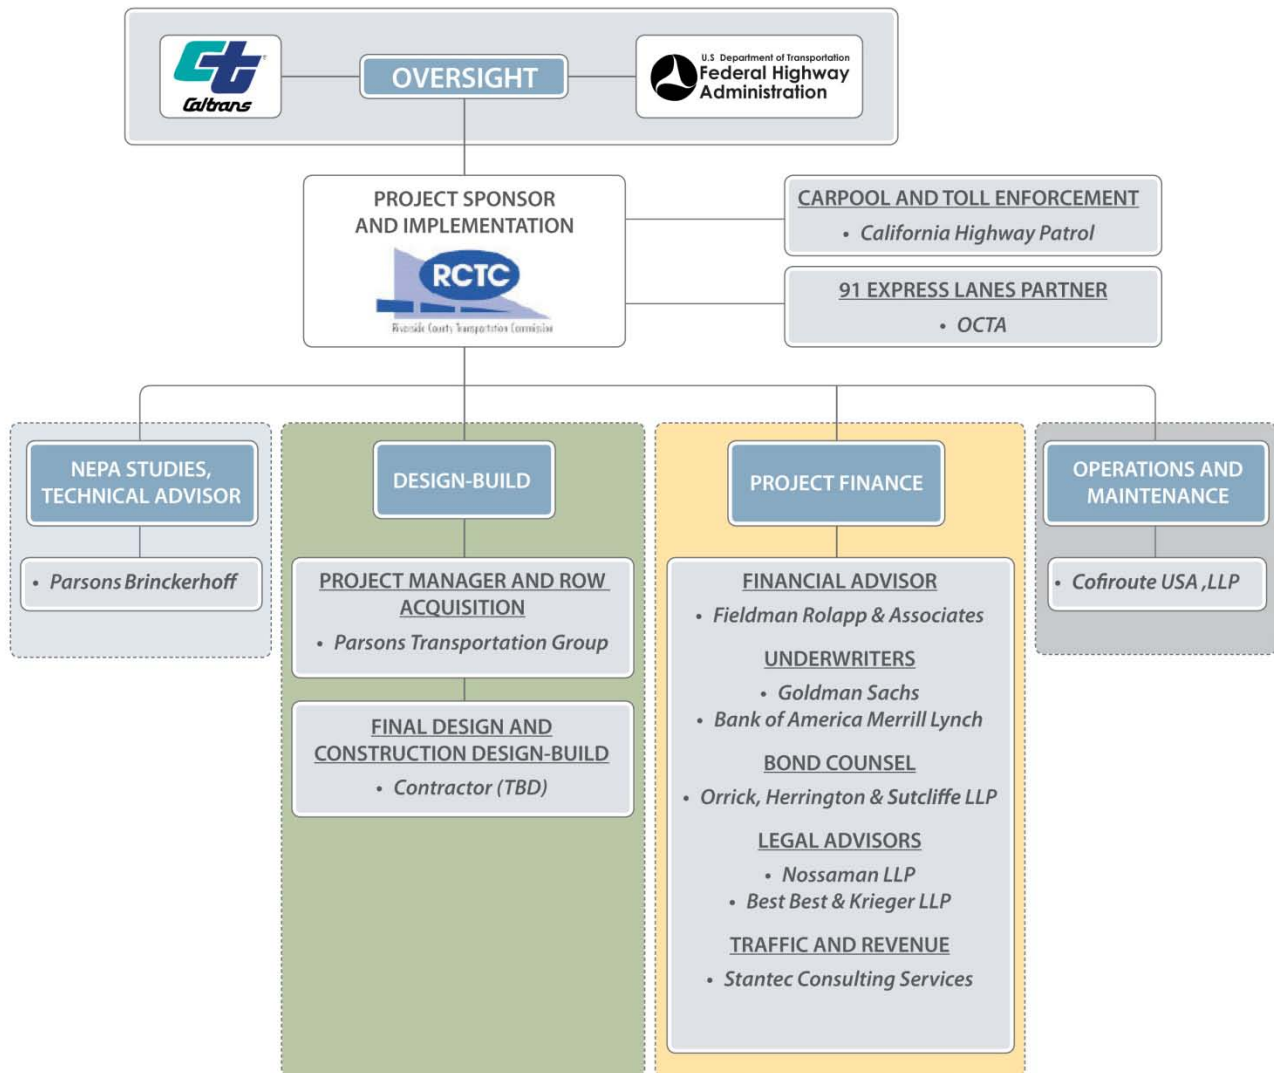 Caltrans
OVERSIGHT
U.S Department of Transportation
Federal Highway
Administration
PROJECT SPONSOR
AND IMPLEMENTATION
RCTC
Riverside County Transportation Commission
CARPOOL AND TOLL ENFORCEMENT
• California Highway Patrol
91 EXPRESS LANES PARTNER
• OCTA
NEPA STUDIES,
TECHNICAL ADVISOR
• Parsons Brinckerhoff
DESIGN-BUILD
PROJECT MANAGER AND ROW
ACQUISITION
• Parsons Transportation Group
FINAL DESIGN AND
CONSTRUCTION DESIGN-BUILD
• Contractor (TBD)
PROJECT FINANCE
FINANCIAL ADVISOR
• Fieldman Rolapp & Associates
UNDERWRITERS
• Goldman Sachs
• Bank of America Merrill Lynch
BOND COUNSEL
• Orrick, Herrington & Sutcliffe LLP
LEGAL ADVISORS
• Nossaman LLP
• Best Best & Krieger LLP
TRAFFIC AND REVENUE
• Stantec Consulting Services
OPERATIONS AND
MAINTENANCE
• Cofiroute USA ,LLP